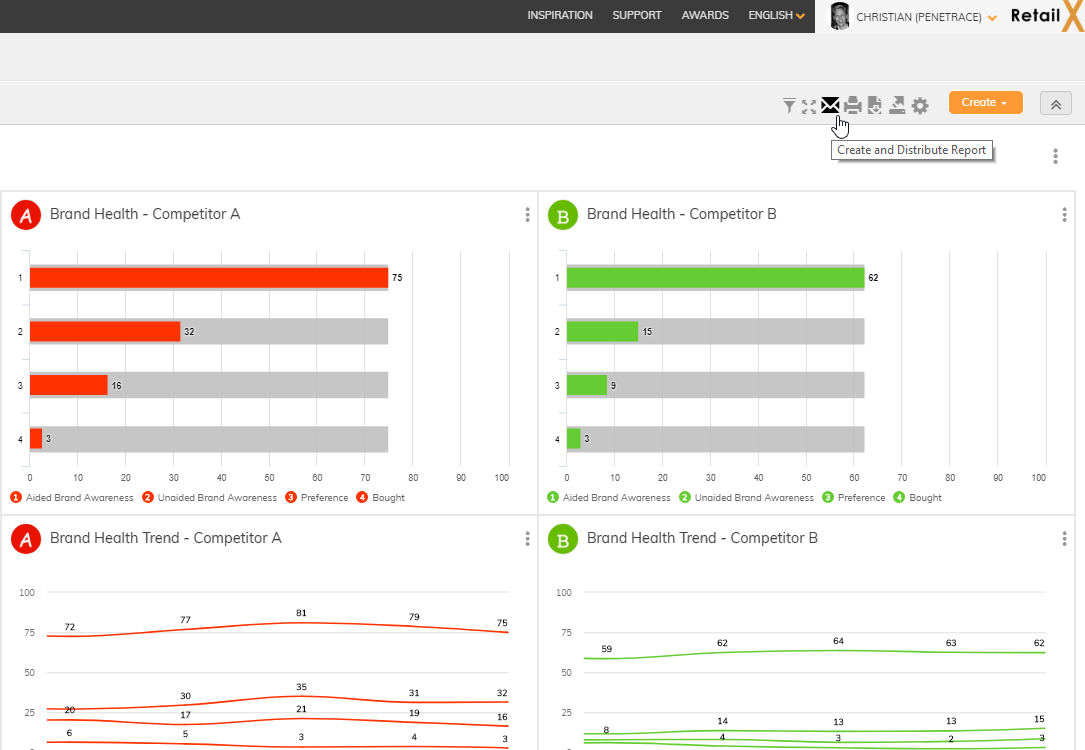 INSPIRATION SUPPORT AWARDS ENGLISH CHRISTIAN (PENETRACE) Retail X
Create
Create and Distribute Report
A Brand Health - Competitor A
1 75
2 32
3 16
4 3
0 10 20 30 40 50 60 70 80 90 100
1 Aided Brand Awareness 2 Unaided Brand Awareness 3 Preference 4 Bought
B Brand Health - Competitor B
1 62
2 15
3 9
4 3
0 10 20 30 40 50 60 70 80 90 100
1 Aided Brand Awareness 2 Unaided Brand Awareness 3 Preference 4 Bought
A Brand Health Trend - Competitor A
100
75 72 77 81 79 75
50
30 35 31 32
25 20 17 21 19 16
6 5 3 4 3
B Brand Health Trend - Competitor B
100
75
59 62 64 63 62
50
25
8 14 13 13 15
4 3 2 3